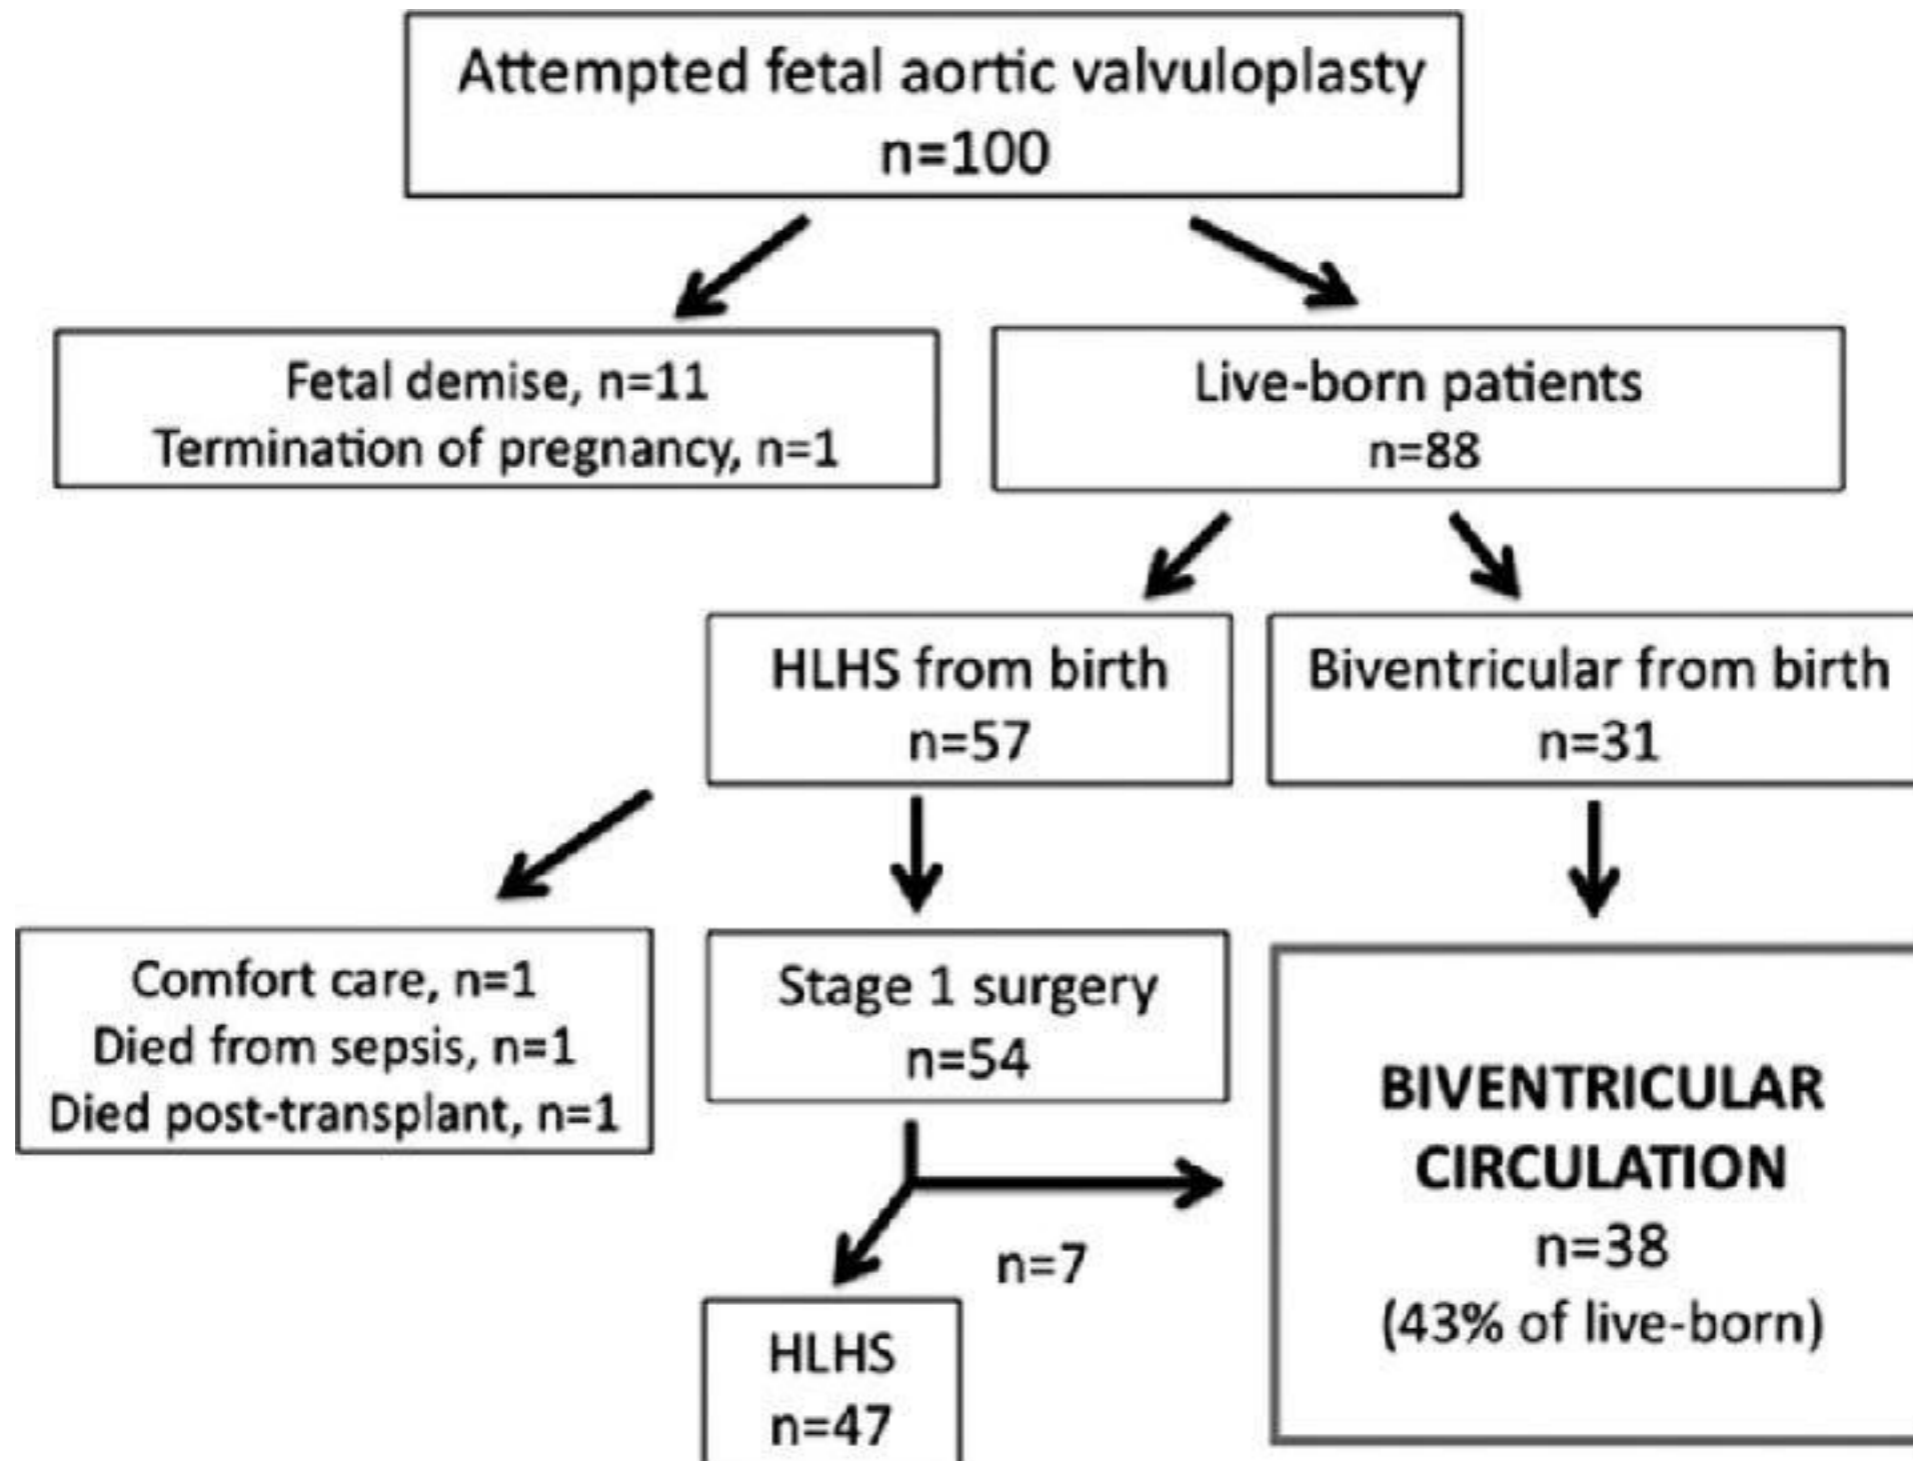 Attempted fetal aortic valvuloplasty
n=100
Fetal demise, n=11
Termination of pregnancy, n=1
Live-born patients
n=88
HLHS from birth
n=57
Biventricular from birth
n=31
Comfort care, n=1
Died from sepsis, n=1
Died post-transplant, n=1
Stage 1 surgery
n=54
BIVENTRICULAR
CIRCULATION
n=38
(43% of live-born)
n=7
HLHS
n=47